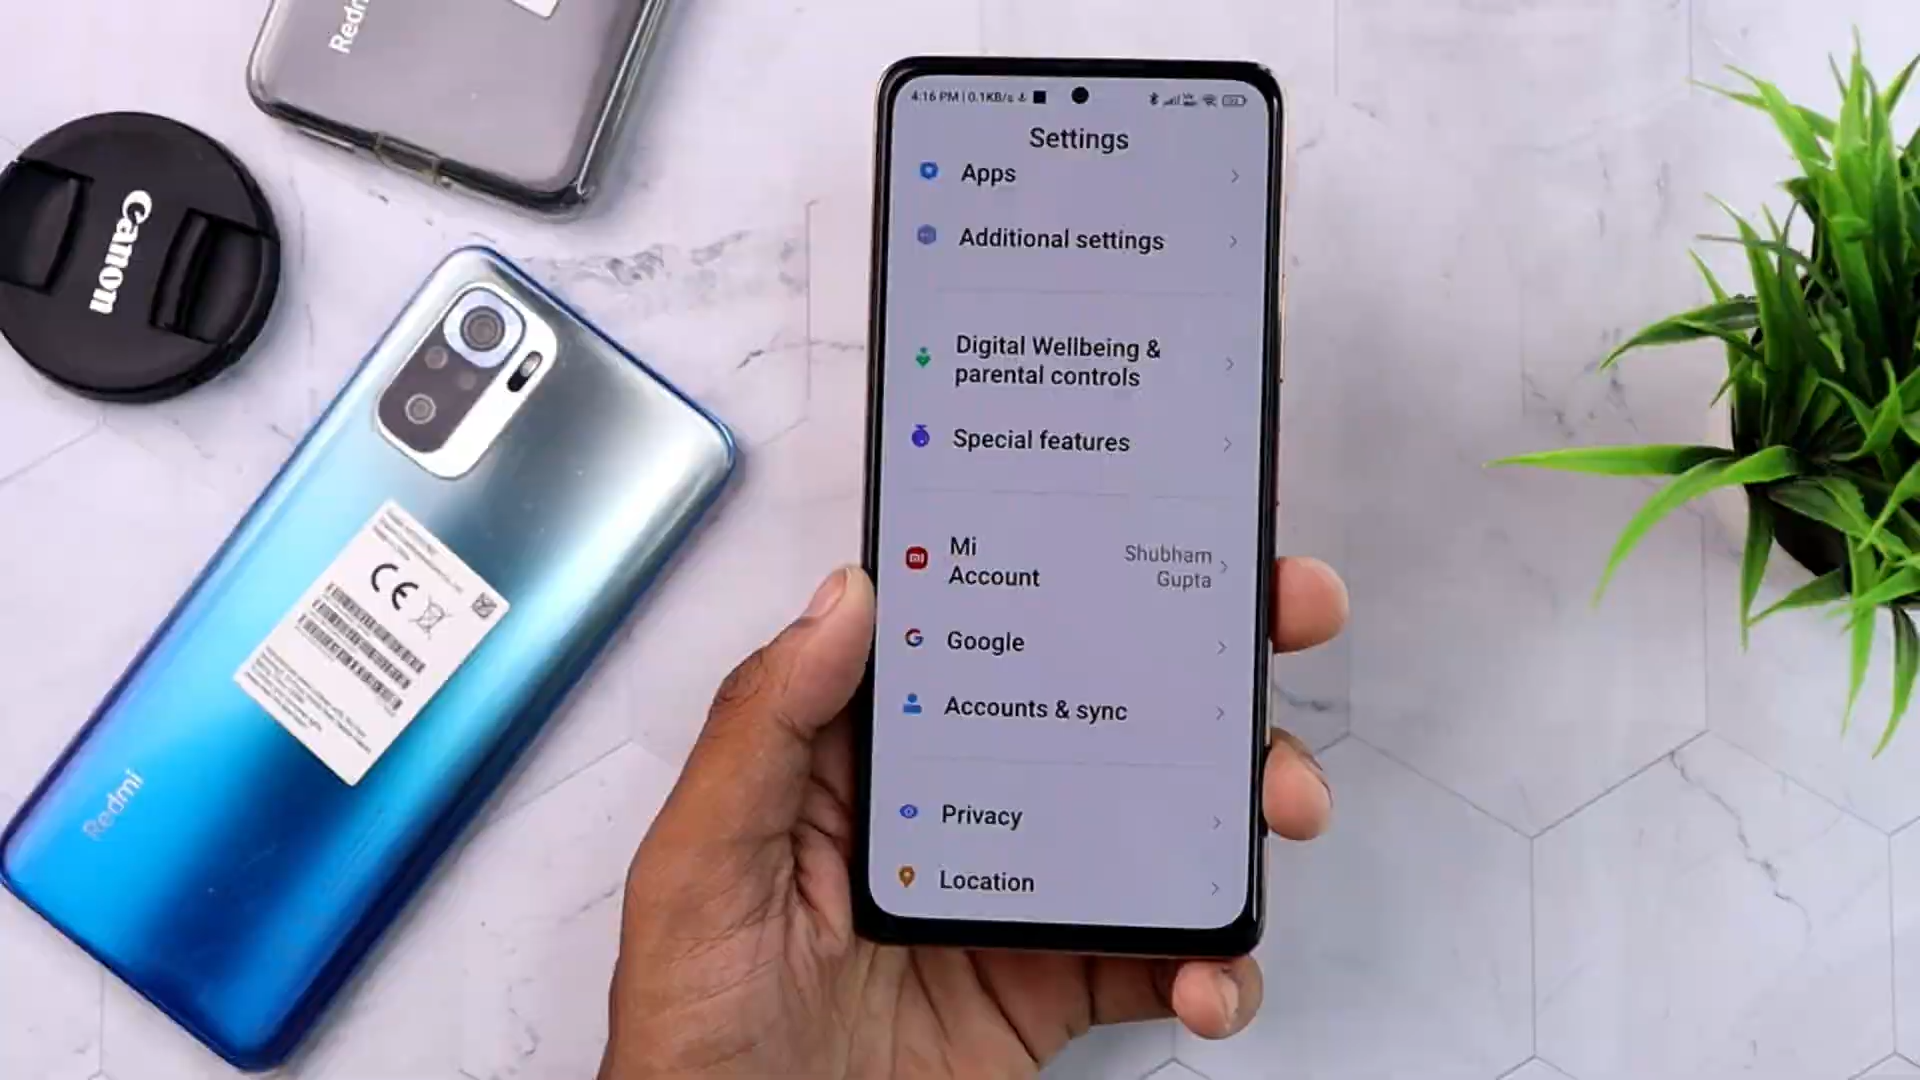 Redm
Canon
4:16 PM | 0.1KB/s
Settings
Apps
Additional settings
Digital Wellbeing &
parental controls
Special features
Mi
Account
Shubham
Gupta
Google
Accounts & sync
Privacy
Location
CE
Redmi